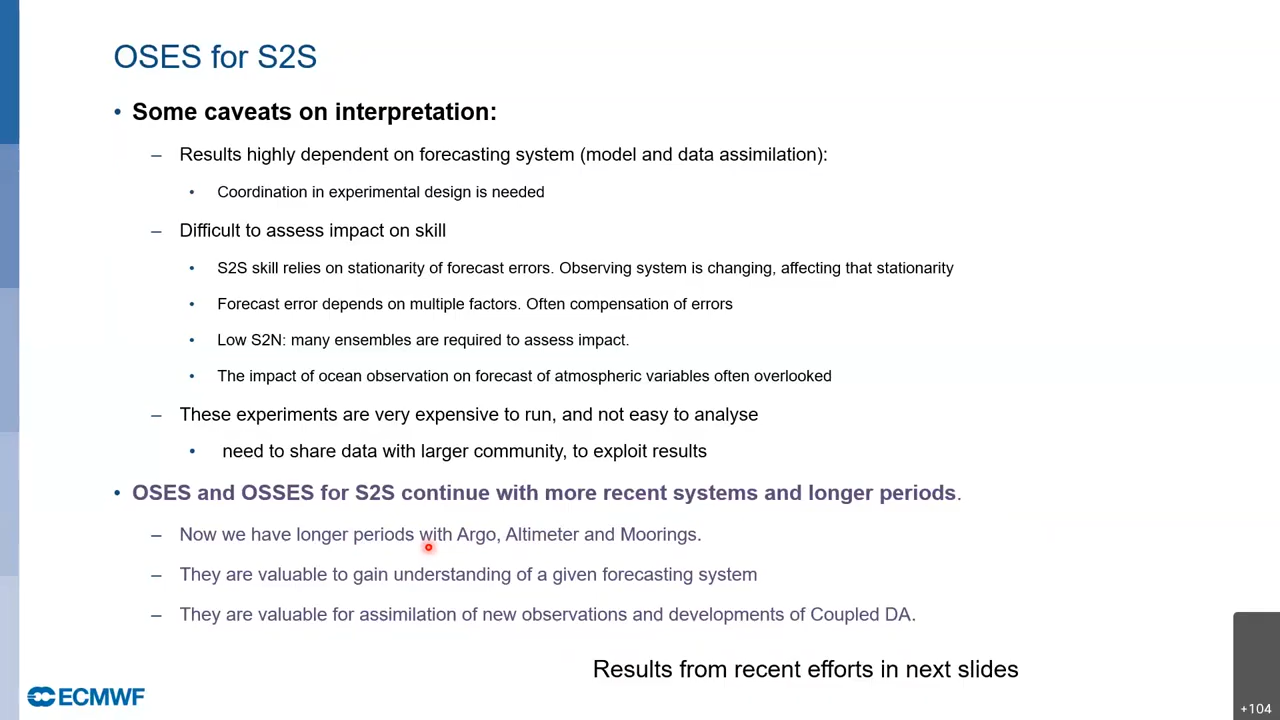 OSES for S2S
• Some caveats on interpretation:
– Results highly dependent on forecasting system (model and data assimilation):
• Coordination in experimental design is needed
– Difficult to assess impact on skill
• S2S skill relies on stationarity of forecast errors. Observing system is changing, affecting that stationarity
• Forecast error depends on multiple factors. Often compensation of errors
• Low S2N: many ensembles are required to assess impact.
• The impact of ocean observation on forecast of atmospheric variables often overlooked
– These experiments are very expensive to run, and not easy to analyse
• need to share data with larger community, to exploit results
• OSES and OSSES for S2S continue with more recent systems and longer periods.
– Now we have longer periods with Argo, Altimeter and Moorings.
– They are valuable to gain understanding of a given forecasting system
– They are valuable for assimilation of new observations and developments of Coupled DA.
Results from recent efforts in next slides
ECMWF
+104